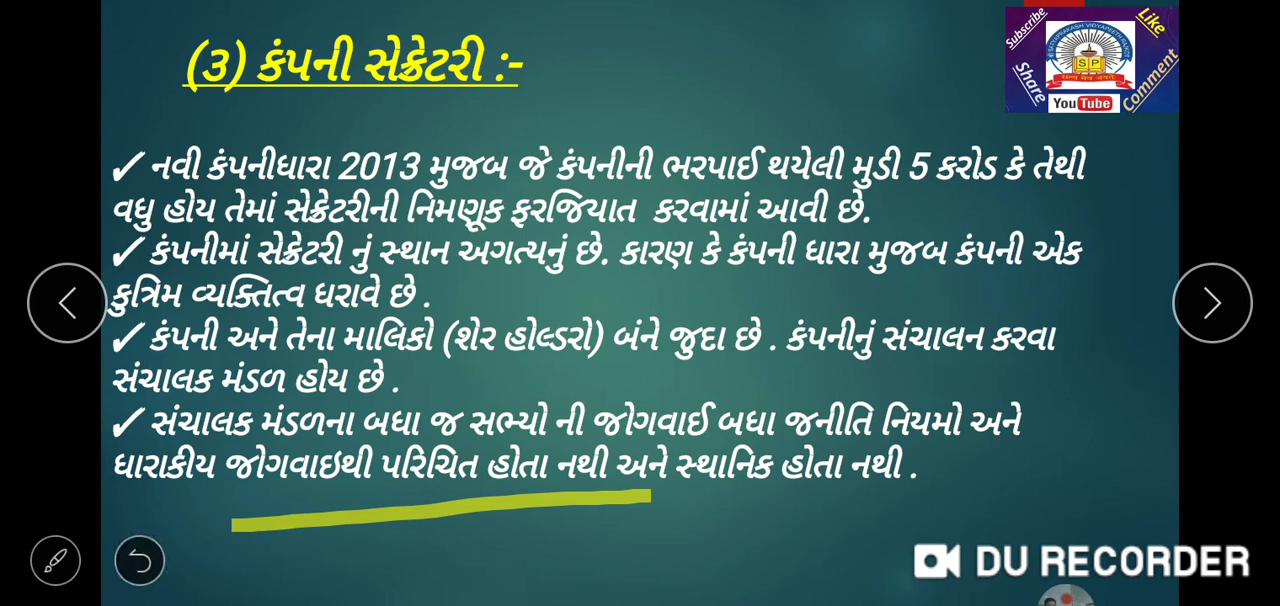 (૩) કંપની સેક્રેટરી :-
Subscribe
Like
Share
Comment
SP
YouTube
✓ નવી કંપનીધારા 2013 મુજબ જે કંપનીની ભરપાઈ થયેલી મુડી 5 કરોડ કે તેથી
વધુ હોય તેમાં સેક્રેટરીની નિમણૂક ફરજિયાત કરવામાં આવી છે.
✓ કંપનીમાં સેક્રેટરી નું સ્થાન અગત્યનું છે. કારણ કે કંપની ધારા મુજબ કંપની એક
કુત્રિમ વ્યક્તિત્વ ધરાવે છે .
✓ કંપની અને તેના માલિકો (શેર હોલ્ડરો) બંને જુદા છે . કંપનીનું સંચાલન કરવા
સંચાલક મંડળ હોય છે .
✓ સંચાલક મંડળના બધા જ સભ્યો ની જોગવાઈ બધા જનીતિ નિયમો અને
ધારાકીય જોગવાઇથી પરિચિત હોતા નથી અને સ્થાનિક હોતા નથી .
DU RECORDER